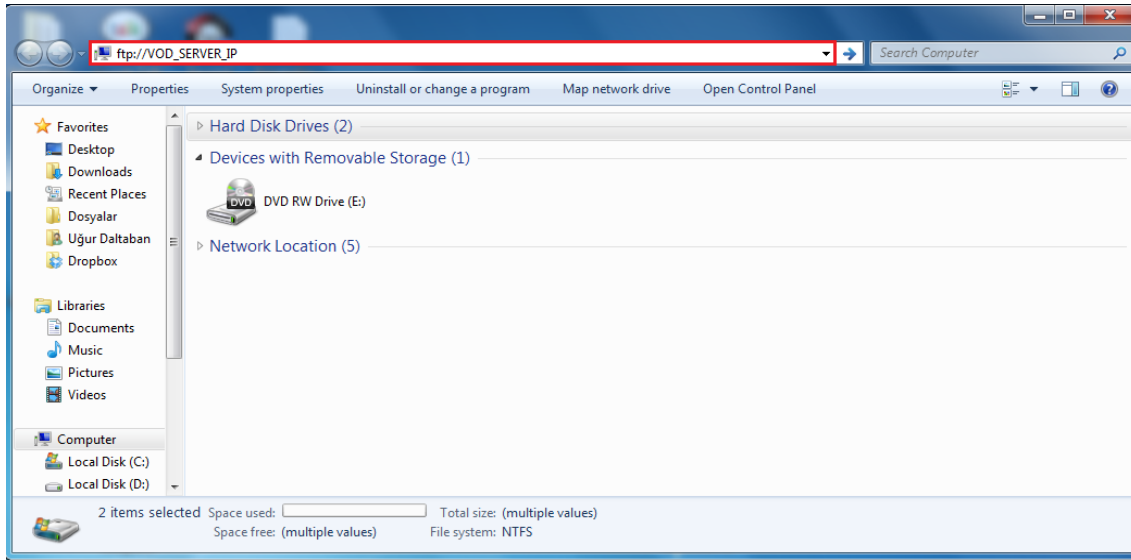 ftp://VOD_SERVER_IP
Search Computer
Organize Properties System properties Uninstall or change a program Map network drive Open Control Panel
Favorites
Desktop
Downloads
Recent Places
Dosyalar
Uğur Daltaban
Dropbox
Libraries
Documents
Music
Pictures
Videos
Computer
Local Disk (C:)
Local Disk (D:)
Hard Disk Drives (2)
Devices with Removable Storage (1)
DVD
DVD RW Drive (E:)
Network Location (5)
2 items selected Space used: Total size: (multiple values)
Space free: (multiple values) File system: NTFS